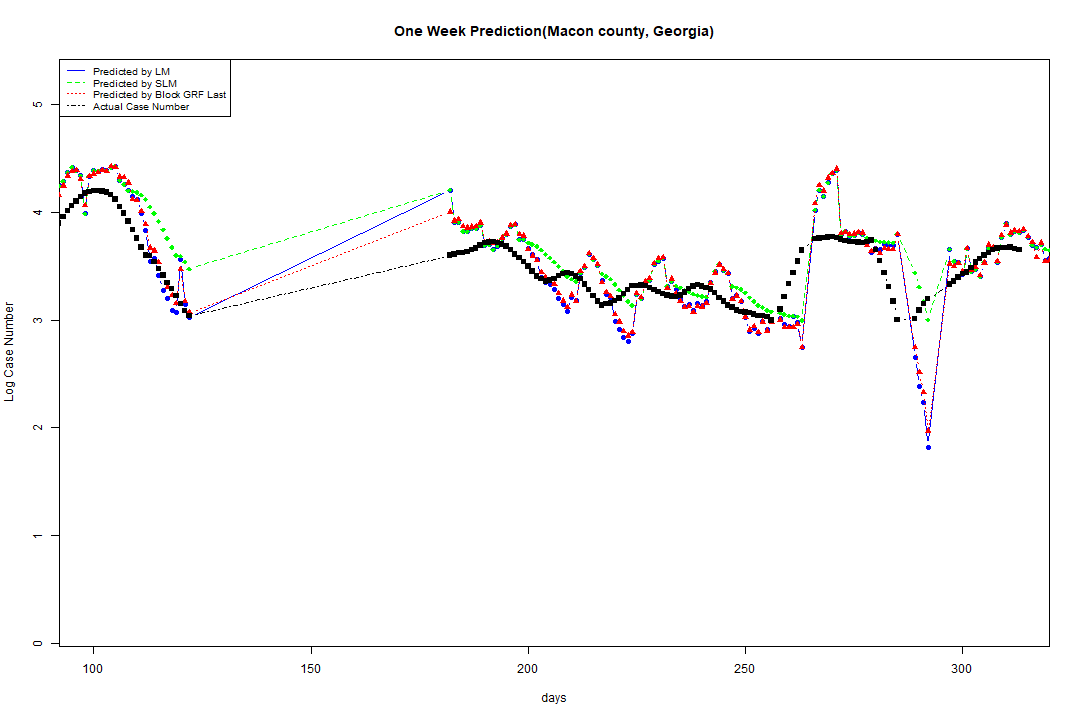 One Week Prediction(Macon county, Georgia)
Predicted by LM
Predicted by SLM
Predicted by Block GRF Last
Actual Case Number
5
4
3
2
1
0
Log Case Number
100 150 200 250 300
days